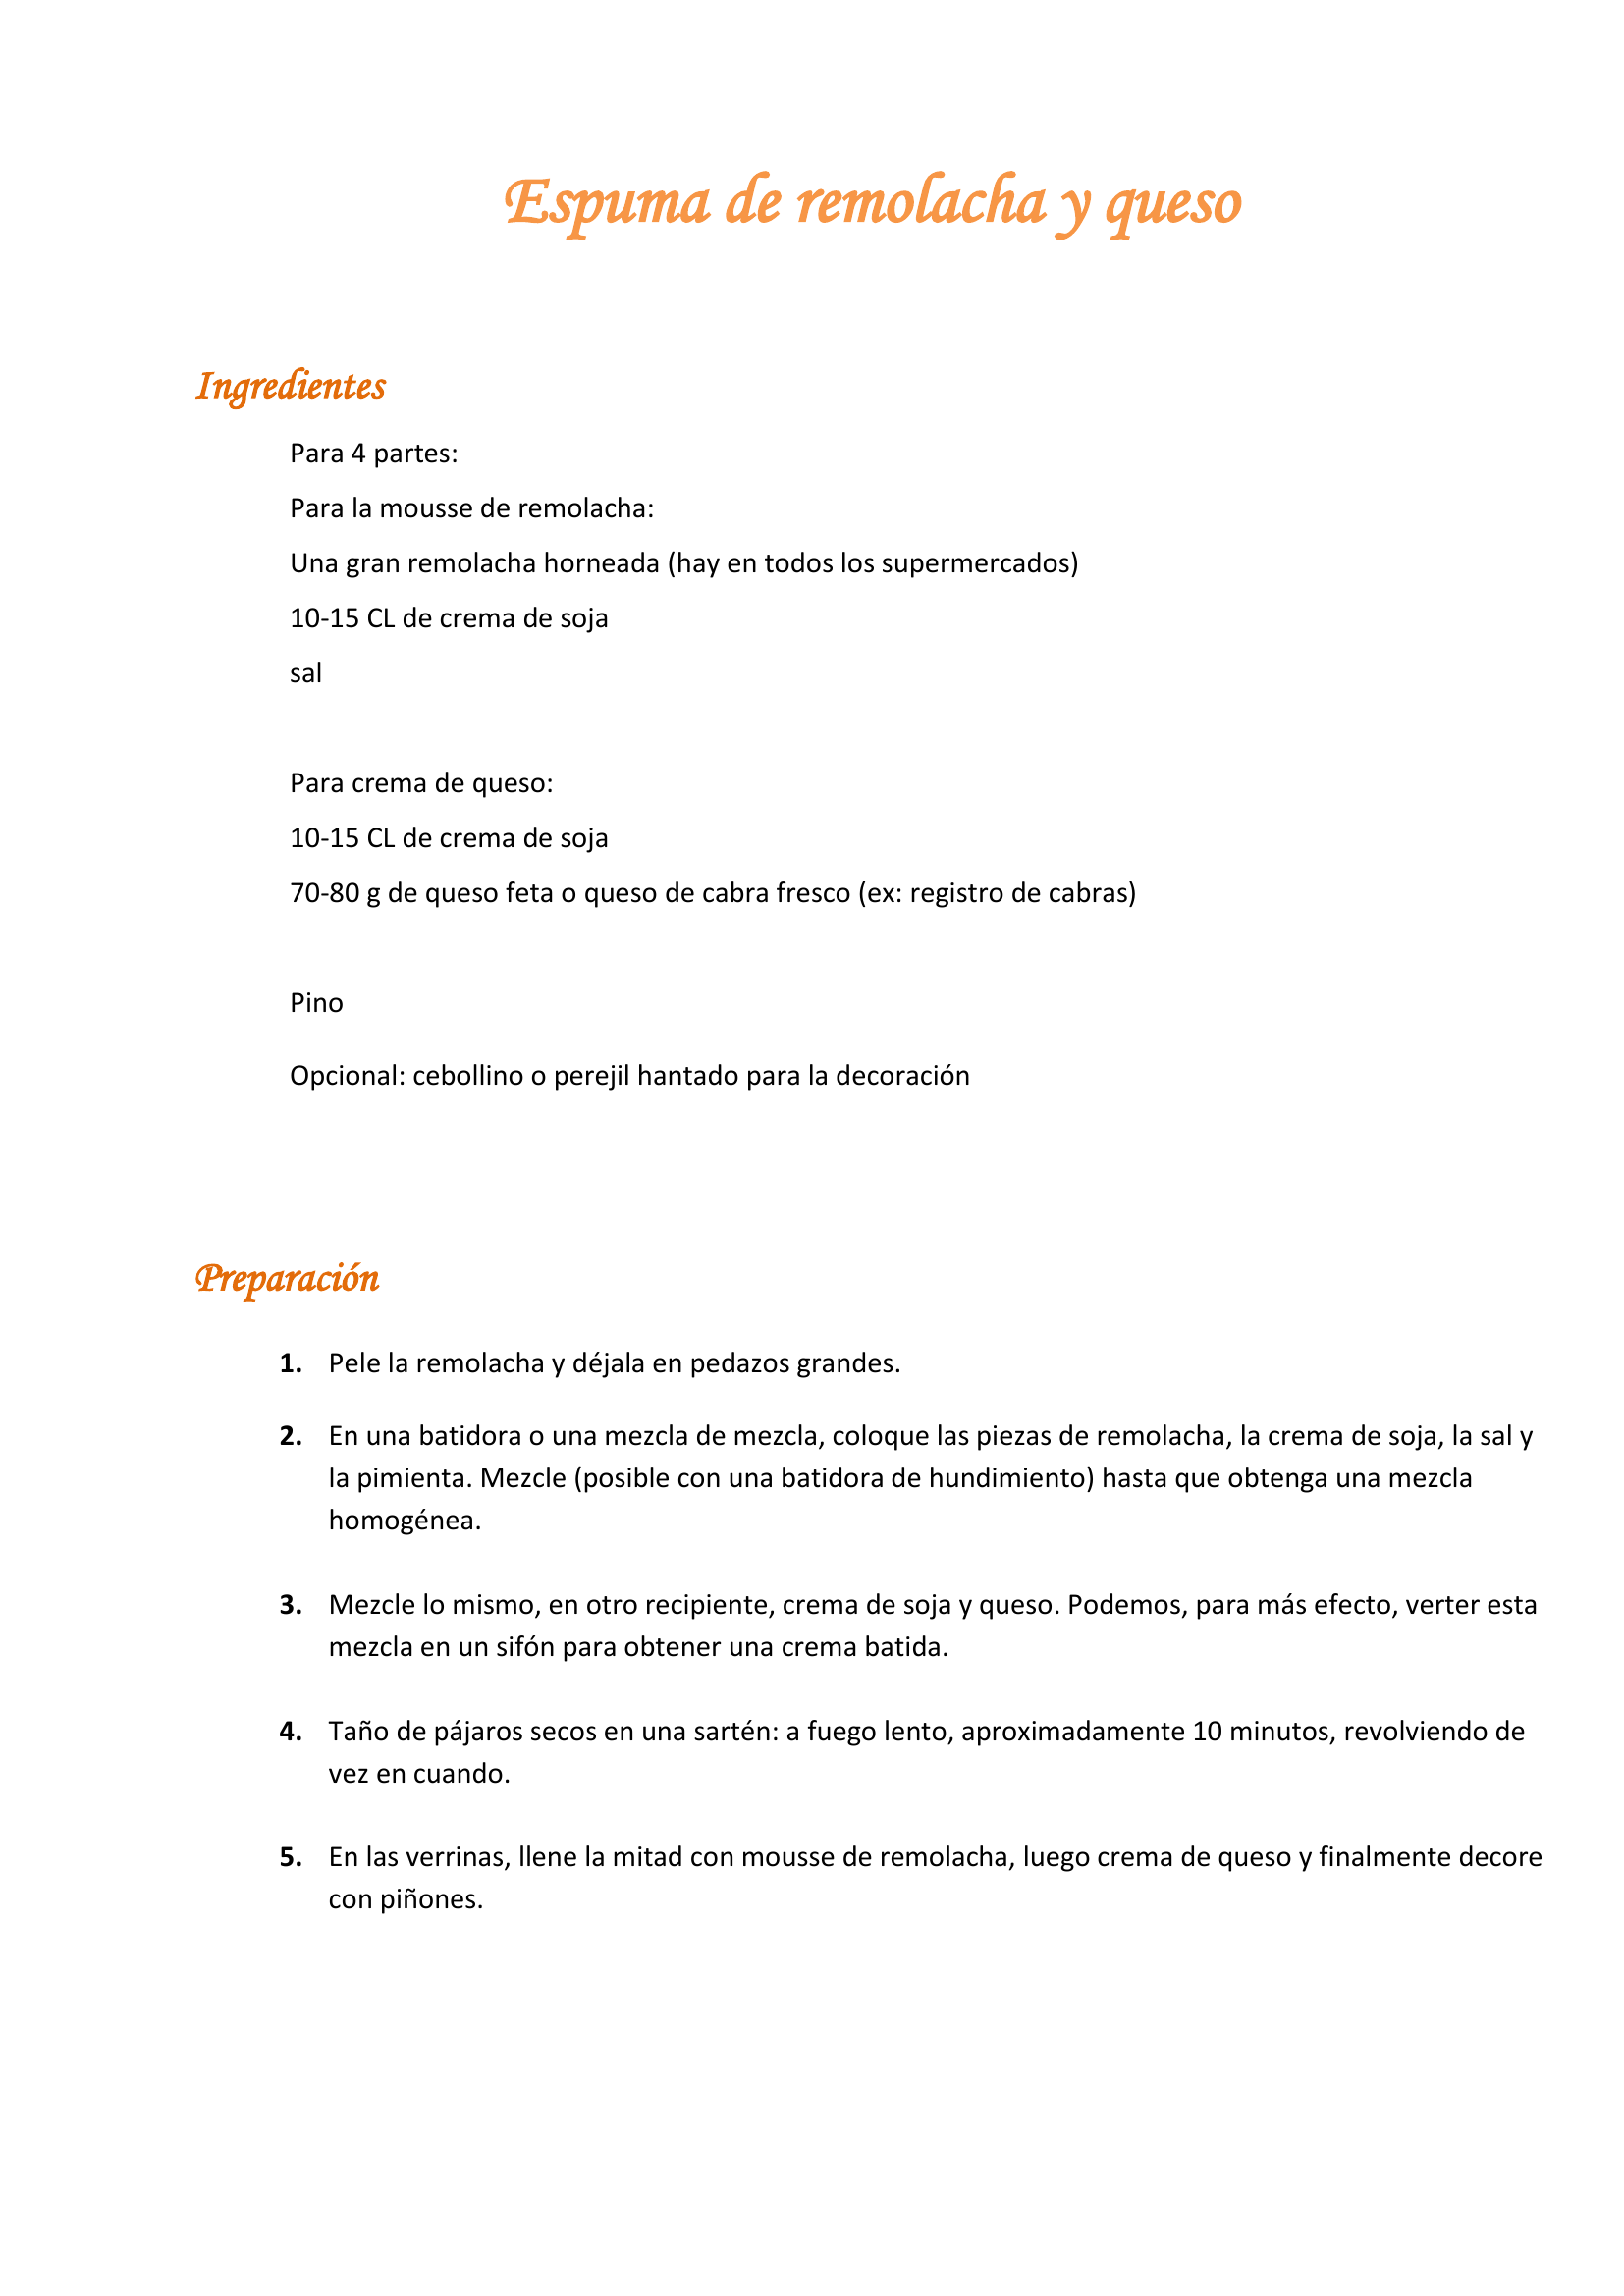 Espuma de remolacha y queso
Ingredientes
Para 4 partes:
Para la mousse de remolacha:
Una gran remolacha horneada (hay en todos los supermercados)
10-15 CL de crema de soja
sal
Para crema de queso:
10-15 CL de crema de soja
70-80 g de queso feta o queso de cabra fresco (ex: registro de cabras)
Pino
Opcional: cebollino o perejil hantado para la decoración
Preparación
1. Pele la remolacha y déjala en pedazos grandes.
2. En una batidora o una mezcla de mezcla, coloque las piezas de remolacha, la crema de soja, la sal y
la pimienta. Mezcle (posible con una batidora de hundimiento) hasta que obtenga una mezcla
homogénea.
3. Mezcle lo mismo, en otro recipiente, crema de soja y queso. Podemos, para más efecto, verter esta
mezcla en un sifón para obtener una crema batida.
4. Taño de pájaros secos en una sartén: a fuego lento, aproximadamente 10 minutos, revolviendo de
vez en cuando.
5. En las verrinas, llene la mitad con mousse de remolacha, luego crema de queso y finalmente decore
con piñones.